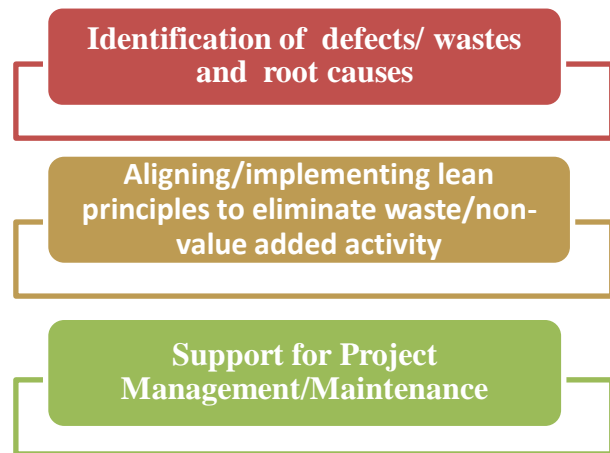 Identification of defects/ wastes
and root causes
Aligning/implementing lean
principles to eliminate waste/non-
value added activity
Support for Project
Management/Maintenance